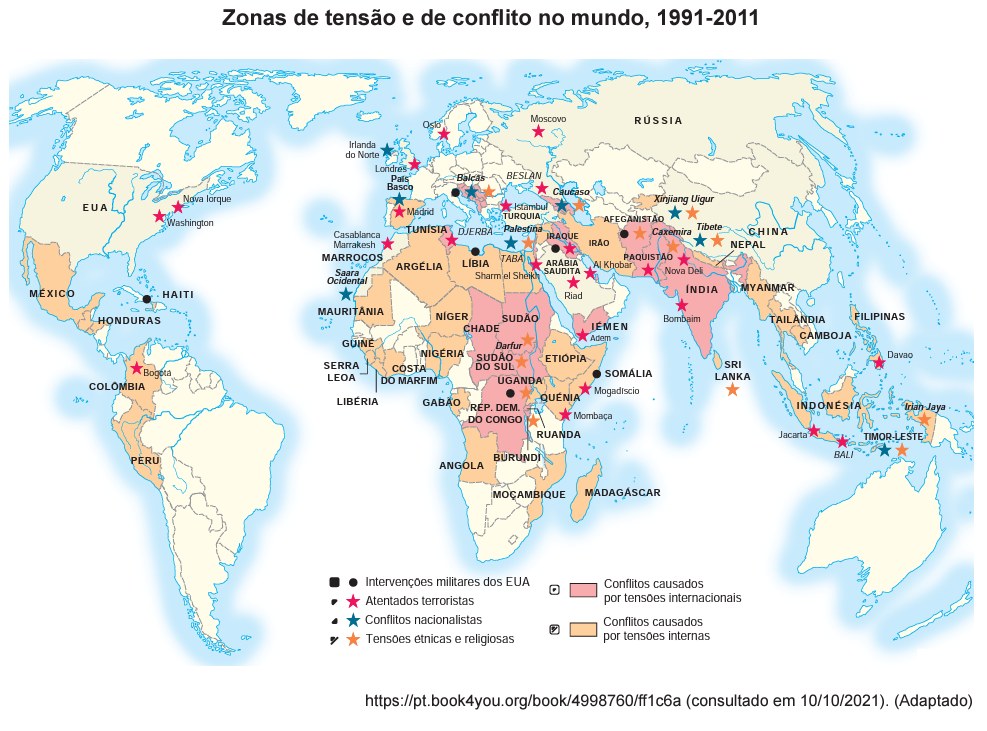 Zonas de tensão e de conflito no mundo, 1991-2011
Oslo
Moscovo
RÚSSIA
Irlanda
do Norte
Londres
País
Basco
Balcãs
BESLAN
Cáucaso
Xinjiang Uigur
Nova Iorque
EUA
Washington
Madrid
Istambul
TURQUIA
AFEGANISTÃO
Caxemira
Tibete
CHINA
TUNÍSIA
DJERBA
Palestina
IRAQUE
IRÃO
NEPAL
Casablanca
Marrakesh
MARROCOS
ARGÉLIA
LÍBIA
TABA
Sharm el Sheikh
ARÁBIA
SAUDITA
Al Khobar
PAQUISTÃO
Nova Deli
Saara
Ocidental
Riad
ÍNDIA
MYANMAR
MÉXICO
HAITI
MAURITÂNIA
NÍGER
CHADE
SUDÃO
IÉMEN
Bombaim
TAILÂNDIA
FILIPINAS
HONDURAS
Adem
CAMBOJA
GUINÉ
NIGÉRIA
Darfur
SUDÃO
DO SUL
ETIÓPIA
Davao
Bogotá
SERRA
LEOA
COSTA
DO MARFIM
SOMÁLIA
SRI
LANKA
COLÔMBIA
LIBÉRIA
GABÃO
UGANDA
QUÉNIA
Mogadíscio
INDONÉSIA
Irian Jaya
REP. DEM.
DO CONGO
Mombaça
RUANDA
Jacarta
TIMOR-LESTE
BALI
PERU
BURUNDI
ANGOLA
MOÇAMBIQUE
MADAGÁSCAR
Intervenções militares dos EUA
Atentados terroristas
Conflitos nacionalistas
Tensões étnicas e religiosas
Conflitos causados
por tensões internacionais
Conflitos causados
por tensões internas
https://pt.book4you.org/book/4998760/ff1c6a (consultado em 10/10/2021). (Adaptado)